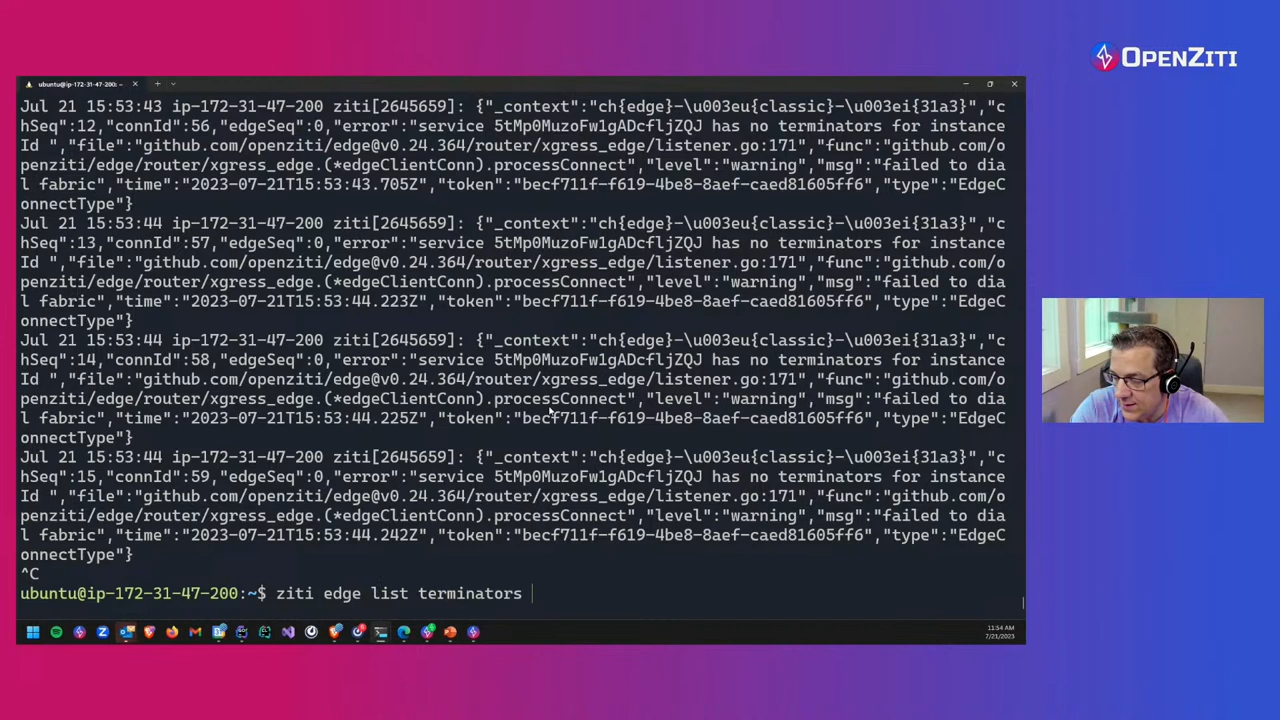 OPENZITI
ubuntu@ip-172-31-47-200: ~
Jul 21 15:53:43 ip-172-31-47-200 ziti[2645659]: {"_context":"ch{edge}-\u003eu{classic}-\u003ei{31a3}","c
hSeq":12,"connId":56,"edgeSeq":0,"error":"service 5tMp0MuzoFw1gADcfljZQJ has no terminators for instance
Id ","file":"github.com/openziti/edge@v0.24.364/router/xgress_edge/listener.go:171","func":"github.com/o
penziti/edge/router/xgress_edge.(*edgeClientConn).processConnect","level":"warning","msg":"failed to dia
l fabric","time":"2023-07-21T15:53:43.705Z","token":"becf711f-f619-4be8-8aef-caed81605ff6","type":"EdgeC
onnectType"}
Jul 21 15:53:44 ip-172-31-47-200 ziti[2645659]: {"_context":"ch{edge}-\u003eu{classic}-\u003ei{31a3}","c
hSeq":13,"connId":57,"edgeSeq":0,"error":"service 5tMp0MuzoFw1gADcfljZQJ has no terminators for instance
Id ","file":"github.com/openziti/edge@v0.24.364/router/xgress_edge/listener.go:171","func":"github.com/o
penziti/edge/router/xgress_edge.(*edgeClientConn).processConnect","level":"warning","msg":"failed to dia
l fabric","time":"2023-07-21T15:53:44.223Z","token":"becf711f-f619-4be8-8aef-caed81605ff6","type":"EdgeC
onnectType"}
Jul 21 15:53:44 ip-172-31-47-200 ziti[2645659]: {"_context":"ch{edge}-\u003eu{classic}-\u003ei{31a3}","c
hSeq":14,"connId":58,"edgeSeq":0,"error":"service 5tMp0MuzoFw1gADcfljZQJ has no terminators for instance
Id ","file":"github.com/openziti/edge@v0.24.364/router/xgress_edge/listener.go:171","func":"github.com/o
penziti/edge/router/xgress_edge.(*edgeClientConn).processConnect","level":"warning","msg":"failed to dia
l fabric","time":"2023-07-21T15:53:44.225Z","token":"becf711f-f619-4be8-8aef-caed81605ff6","type":"EdgeC
onnectType"}
Jul 21 15:53:44 ip-172-31-47-200 ziti[2645659]: {"_context":"ch{edge}-\u003eu{classic}-\u003ei{31a3}","c
hSeq":15,"connId":59,"edgeSeq":0,"error":"service 5tMp0MuzoFw1gADcfljZQJ has no terminators for instance
Id ","file":"github.com/openziti/edge@v0.24.364/router/xgress_edge/listener.go:171","func":"github.com/o
penziti/edge/router/xgress_edge.(*edgeClientConn).processConnect","level":"warning","msg":"failed to dia
l fabric","time":"2023-07-21T15:53:44.242Z","token":"becf711f-f619-4be8-8aef-caed81605ff6","type":"EdgeC
onnectType"}
^C
ubuntu@ip-172-31-47-200:~$ ziti edge list terminators
11:54 AM
7/21/2023